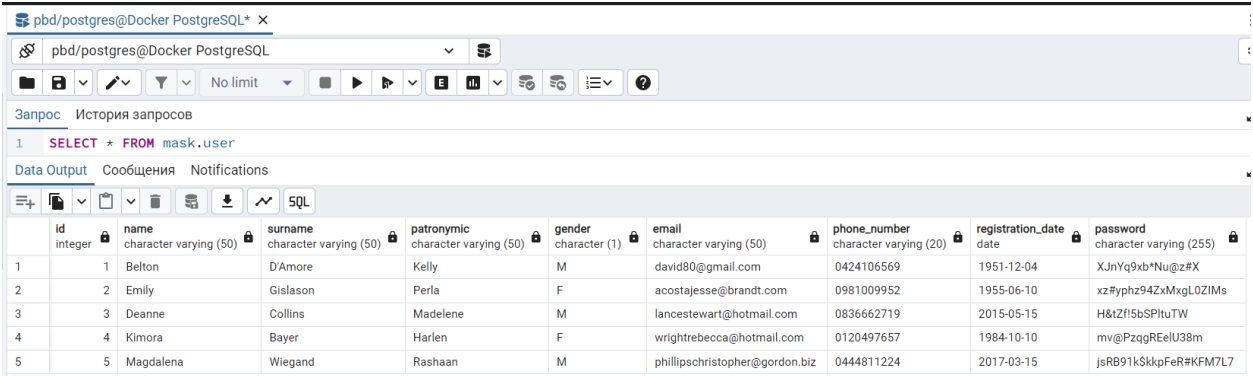 pbd/postgres@Docker PostgreSQL* X
pbd/postgres@Docker PostgreSQL
No limit E
Запрос История запросов
1 SELECT * FROM mask.user
Data Output Сообщения Notifications
SQL
id name surname patronymic gender email phone_number registration_date password
integer character varying (50) character varying (50) character varying (50) character (1) character varying (50) character varying (20) date character varying (255)
1 1 Belton D'Amore Kelly M david80@gmail.com 0424106569 1951-12-04 XJnYq9xb*Nu@z#X
2 2 Emily Gislason Perla F acostajesse@brandt.com 0981009952 1955-06-10 xz#yphz94ZxMxgL0ZIMs
3 3 Deanne Collins Madelene M lancestewart@hotmail.com 0836662719 2015-05-15 H&tZf!5bSPltuTW
4 4 Kimora Bayer Harlen F wrightrebecca@hotmail.com 0120497657 1984-10-10 mv@PzqgREelU38m
5 5 Magdalena Wiegand Rashaan M phillipschristopher@gordon.biz 0444811224 2017-03-15 jsRB91k$kkpFeR#KFM7L7